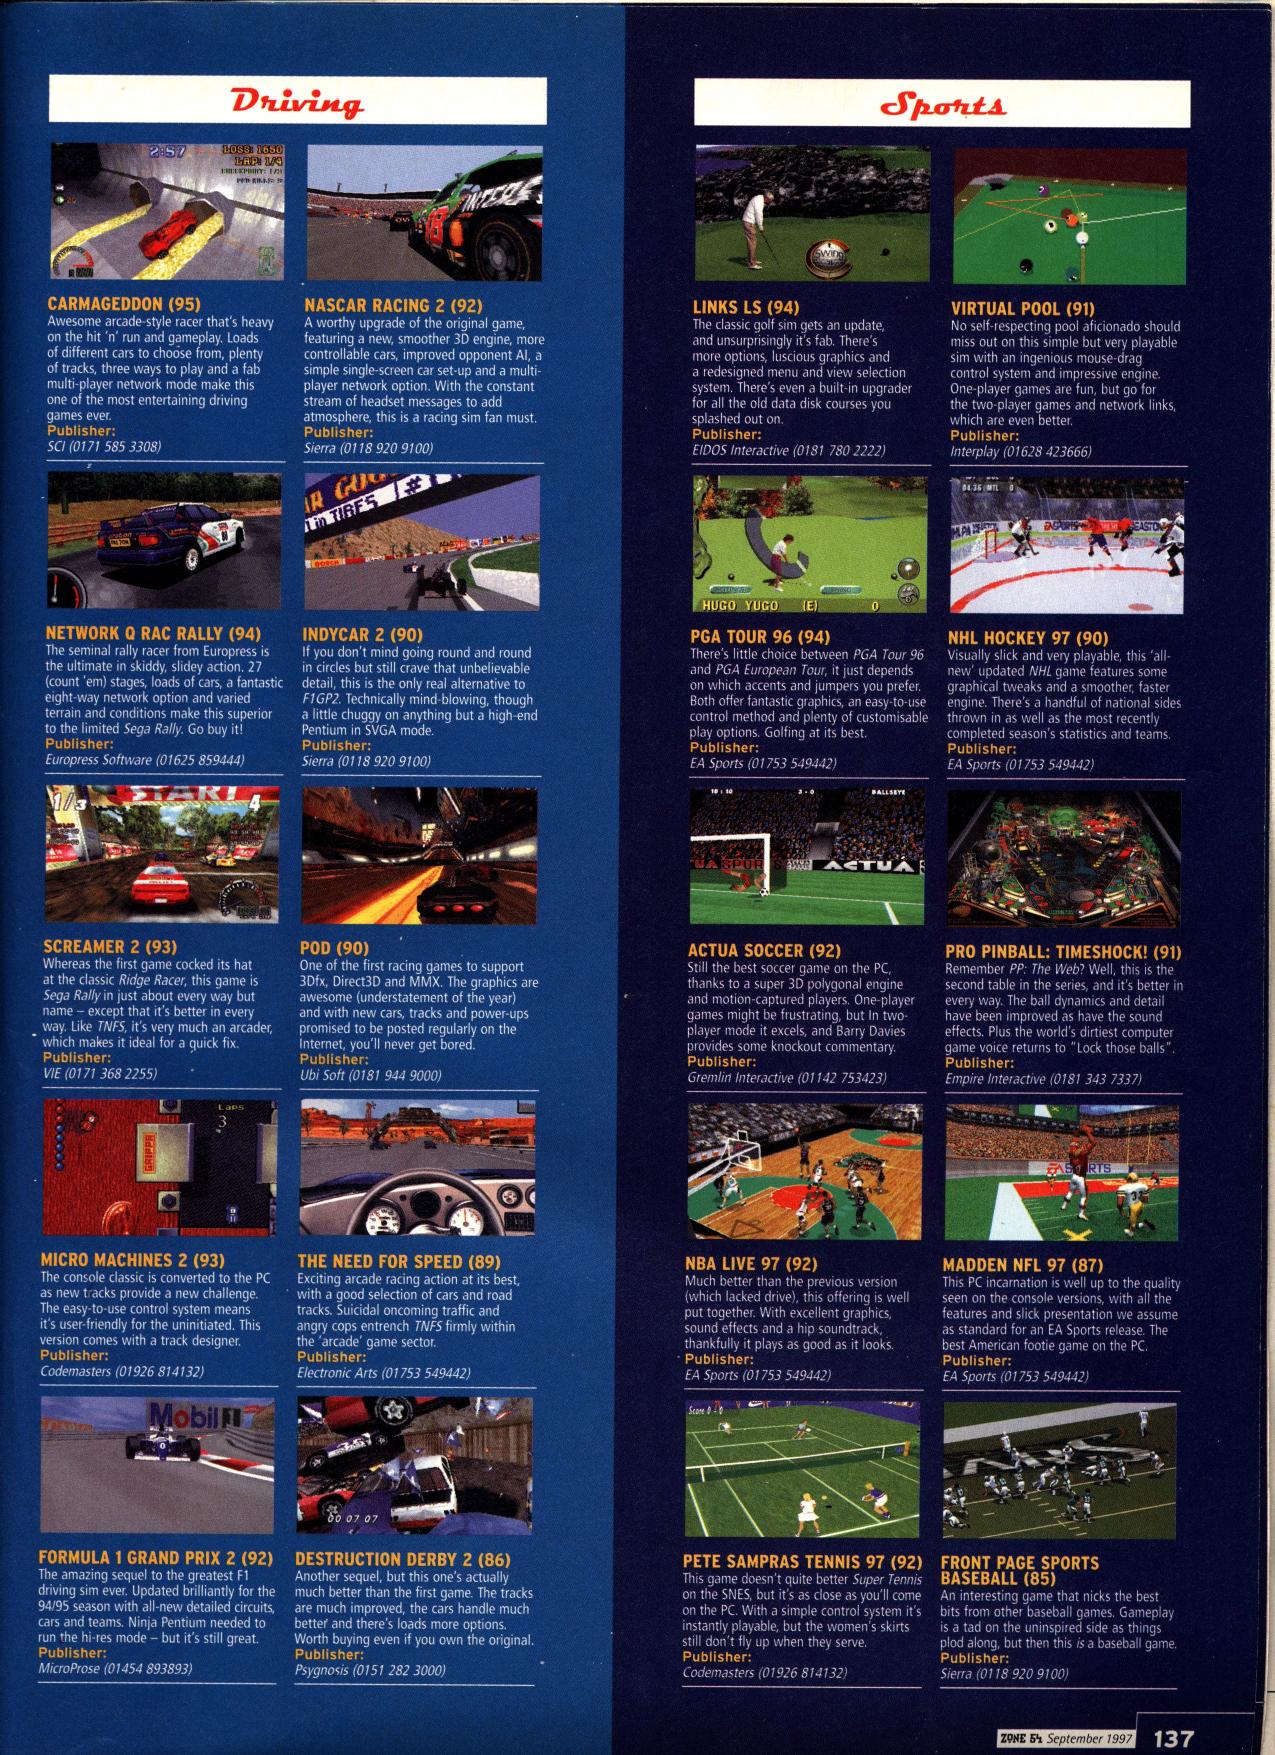 Driving
2:57
LOSS: 1650
LAP: 1/4
CARMAGEDDON (95)
Awesome arcade-style racer that's heavy
on the hit 'n' run and gameplay. Loads
of different cars to choose from, plenty
of tracks, three ways to play and a fab
multi-player network mode make this
one of the most entertaining driving
games ever.
Publisher:
SCI (0171 585 3308)
NASCAR RACING 2 (92)
A worthy upgrade of the original game,
featuring a new, smoother 3D engine, more
controllable cars, improved opponent AI, a
simple single-screen car set-up and a multi-
player network option. With the constant
stream of headset messages to add
atmosphere, this is a racing sim fan must.
Publisher:
Sierra (0118 920 9100)
NETWORK Q RAC RALLY (94)
The seminal rally racer from Europress is
the ultimate in skiddy, slidey action. 27
(count 'em) stages, loads of cars, a fantastic
eight-way network option and varied
terrain and conditions make this superior
to the limited Sega Rally. Go buy it!
Publisher:
Europress Software (01625 859444)
INDYCAR 2 (90)
If you don't mind going round and round
in circles but still crave that unbelievable
detail, this is the only real alternative to
F1GP2. Technically mind-blowing, though
a little chuggy on anything but a high-end
Pentium in SVGA mode.
Publisher:
Sierra (0118 920 9100)
1/3
START
4
SCREAMER 2 (93)
Whereas the first game cocked its hat
at the classic Ridge Racer, this game is
Sega Rally in just about every way but
name – except that it's better in every
way. Like TNFS, it's very much an arcader,
which makes it ideal for a quick fix.
Publisher:
VIE (0171 368 2255)
POD (90)
One of the first racing games to support
3Dfx, Direct3D and MMX. The graphics are
awesome (understatement of the year)
and with new cars, tracks and power-ups
promised to be posted regularly on the
Internet, you'll never get bored.
Publisher:
Ubi Soft (0181 944 9000)
Laps
3
GRIPPA
MICRO MACHINES 2 (93)
The console classic is converted to the PC
as new tracks provide a new challenge.
The easy-to-use control system means
it's user-friendly for the uninitiated. This
version comes with a track designer.
Publisher:
Codemasters (01926 814132)
THE NEED FOR SPEED (89)
Exciting arcade racing action at its best,
with a good selection of cars and road
tracks. Suicidal oncoming traffic and
angry cops entrench TNFS firmly within
the 'arcade' game sector.
Publisher:
Electronic Arts (01753 549442)
Mobil 1
FORMULA 1 GRAND PRIX 2 (92)
The amazing sequel to the greatest F1
driving sim ever. Updated brilliantly for the
94/95 season with all-new detailed circuits,
cars and teams. Ninja Pentium needed to
run the hi-res mode – but it's still great.
Publisher:
MicroProse (01454 893893)
00 07 07
DESTRUCTION DERBY 2 (86)
Another sequel, but this one's actually
much better than the first game. The tracks
are much improved, the cars handle much
better and there's loads more options.
Worth buying even if you own the original.
Publisher:
Psygnosis (0151 282 3000)
Sports
Swing
LINKS LS (94)
The classic golf sim gets an update,
and unsurprisingly it's fab. There's
more options, luscious graphics and
a redesigned menu and view selection
system. There's even a built-in upgrader
for all the old data disk courses you
splashed out on.
Publisher:
EIDOS Interactive (0181 780 2222)
VIRTUAL POOL (91)
No self-respecting pool aficionado should
miss out on this simple but very playable
sim with an ingenious mouse-drag
control system and impressive engine.
One-player games are fun, but go for
the two-player games and network links,
which are even better.
Publisher:
Interplay (01628 423666)
HUGO YUGO (E) 0
PGA TOUR 96 (94)
There's little choice between PGA Tour 96
and PGA European Tour, it just depends
on which accents and jumpers you prefer.
Both offer fantastic graphics, an easy-to-use
control method and plenty of customisable
play options. Golfing at its best.
Publisher:
EA Sports (01753 549442)
04:36 MTL 0
EA SPORTS
EASTON
NHL HOCKEY 97 (90)
Visually slick and very playable, this 'all-
new' updated NHL game features some
graphical tweaks and a smoother, faster
engine. There's a handful of national sides
thrown in as well as the most recently
completed season's statistics and teams.
Publisher:
EA Sports (01753 549442)
10:10 3-0 BALLSEYE
UA SPORTS
ACTUA S
ACTUA SOCCER (92)
Still the best soccer game on the PC,
thanks to a super 3D polygonal engine
and motion-captured players. One-player
games might be frustrating, but In two-
player mode it excels, and Barry Davies
provides some knockout commentary.
Publisher:
Gremlin Interactive (01142 753423)
PRO PINBALL: TIMESHOCK! (91)
Remember PP: The Web? Well, this is the
second table in the series, and it's better in
every way. The ball dynamics and detail
have been improved as have the sound
effects. Plus the world's dirtiest computer
game voice returns to "Lock those balls".
Publisher:
Empire Interactive (0181 343 7337)
NBA LIVE 97 (92)
Much better than the previous version
(which lacked drive), this offering is well
put together. With excellent graphics,
sound effects and a hip soundtrack,
thankfully it plays as good as it looks.
Publisher:
EA Sports (01753 549442)
EA SPORTS
MADDEN NFL 97 (87)
This PC incarnation is well up to the quality
seen on the console versions, with all the
features and slick presentation we assume
as standard for an EA Sports release. The
best American footie game on the PC.
Publisher:
EA Sports (01753 549442)
Score 0 - 0
PETE SAMPRAS TENNIS 97 (92)
This game doesn't quite better Super Tennis
on the SNES, but it's as close as you'll come
on the PC. With a simple control system it's
instantly playable, but the women's skirts
still don't fly up when they serve.
Publisher:
Codemasters (01926 814132)
FRONT PAGE SPORTS
BASEBALL (85)
An interesting game that nicks the best
bits from other baseball games. Gameplay
is a tad on the uninspired side as things
plod along, but then this is a baseball game.
Publisher:
Sierra (0118 920 9100)
ZONE 54 September 1997 137